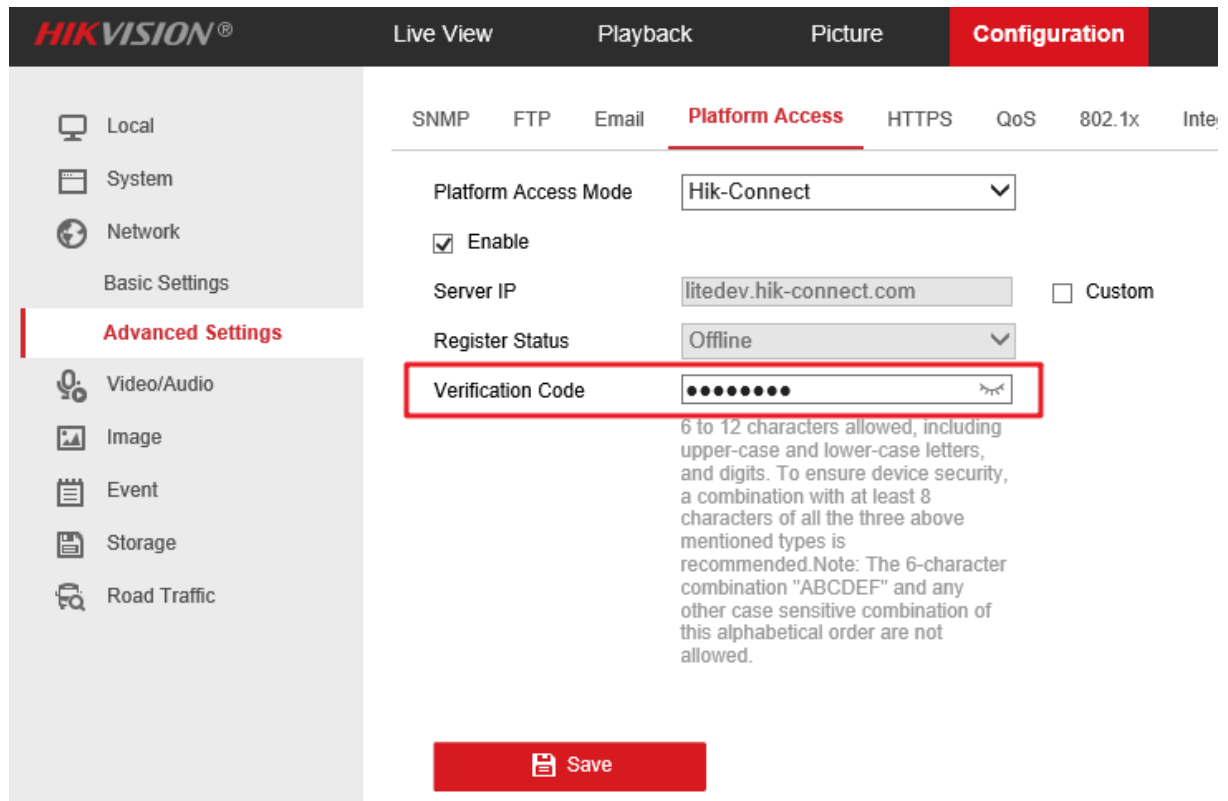 HIKVISION® Live View Playback Picture Configuration
SNMP FTP Email Platform Access HTTPS QoS 802.1x
Local
System
Network
Basic Settings
Advanced Settings
Video/Audio
Image
Event
Storage
Road Traffic
Platform Access Mode Hik-Connect
Enable
Server IP litedev.hik-connect.com Custom
Register Status Offline
Verification Code ••••••••
6 to 12 characters allowed, including
upper-case and lower-case letters,
and digits. To ensure device security,
a combination with at least 8
characters of all the three above
mentioned types is
recommended.Note: The 6-character
combination "ABCDEF" and any
other case sensitive combination of
this alphabetical order are not
allowed.
Save